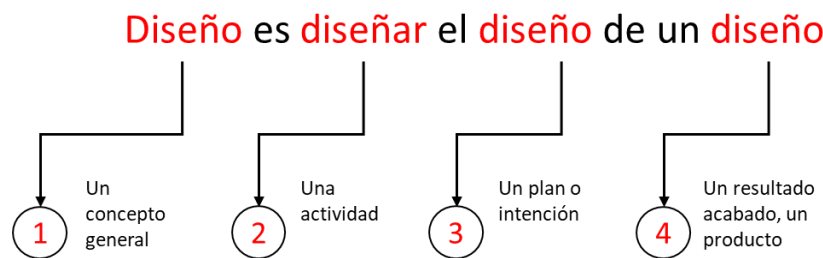 Diseño es diseñar el diseño de un diseño
1
Un
concepto
general
2
Una
actividad
3
Un plan o
intención
4
Un resultado
acabado, un
producto